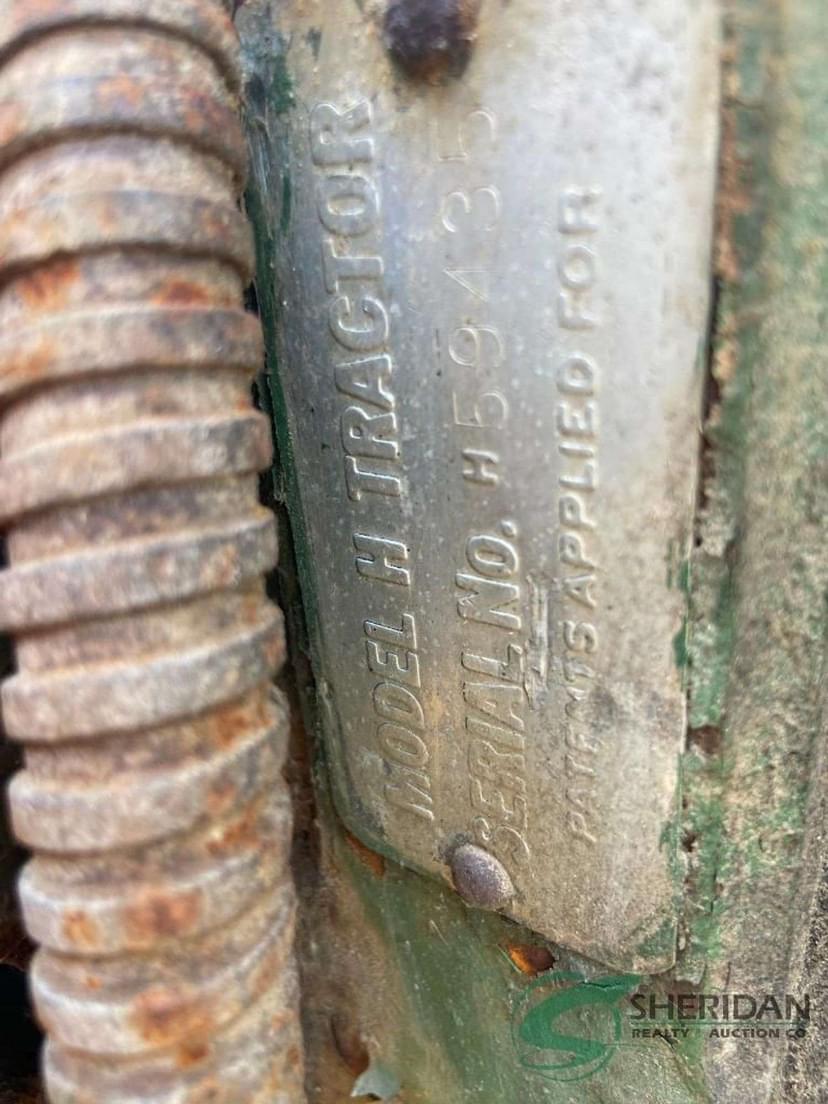 MODEL H TRACTOR
SERIAL NO. H 59435
PATENTS APPLIED FOR
SHERIDAN
REALTY & AUCTION CO